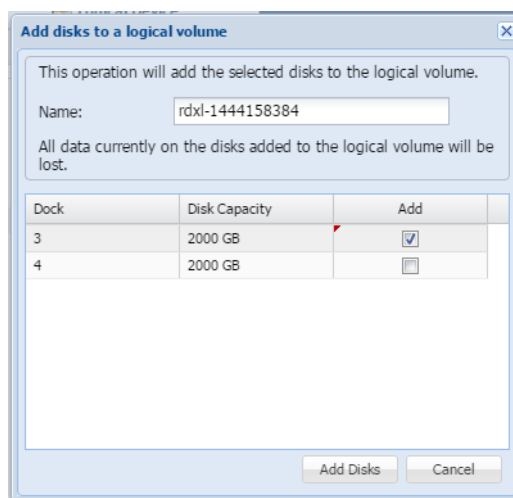 Add disks to a logical volume
This operation will add the selected disks to the logical volume.
Name: rdxl-1444158384
All data currently on the disks added to the logical volume will be
lost.
Dock Disk Capacity Add
3 2000 GB
4 2000 GB
Add Disks Cancel